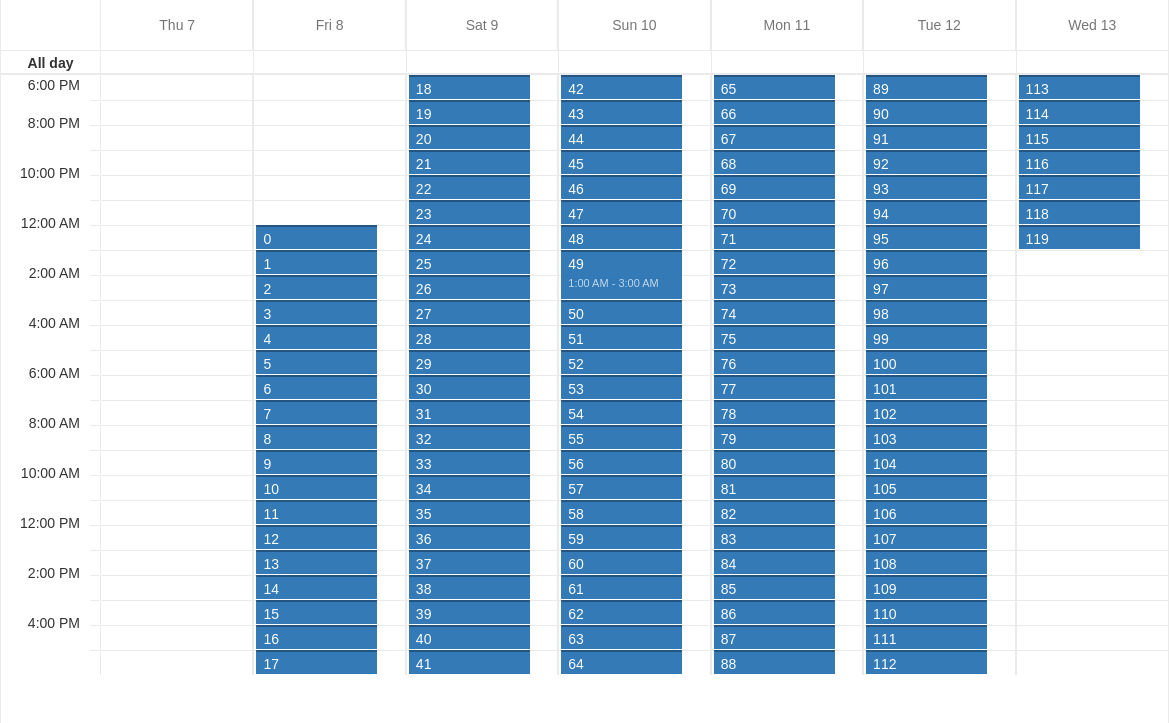 Thu 7 Fri 8 Sat 9 Sun 10 Mon 11 Tue 12 Wed 13
All day
6:00 PM 18 42 65 89 113
19 43 66 90 114
8:00 PM 20 44 67 91 115
21 45 68 92 116
10:00 PM 22 46 69 93 117
23 47 70 94 118
12:00 AM 0 24 48 71 95 119
1 25 49 72 96
2:00 AM 2 26 1:00 AM - 3:00 AM 73 97
3 27 50 74 98
4:00 AM 4 28 51 75 99
5 29 52 76 100
6:00 AM 6 30 53 77 101
7 31 54 78 102
8:00 AM 8 32 55 79 103
9 33 56 80 104
10:00 AM 10 34 57 81 105
11 35 58 82 106
12:00 PM 12 36 59 83 107
13 37 60 84 108
2:00 PM 14 38 61 85 109
15 39 62 86 110
4:00 PM 16 40 63 87 111
17 41 64 88 112